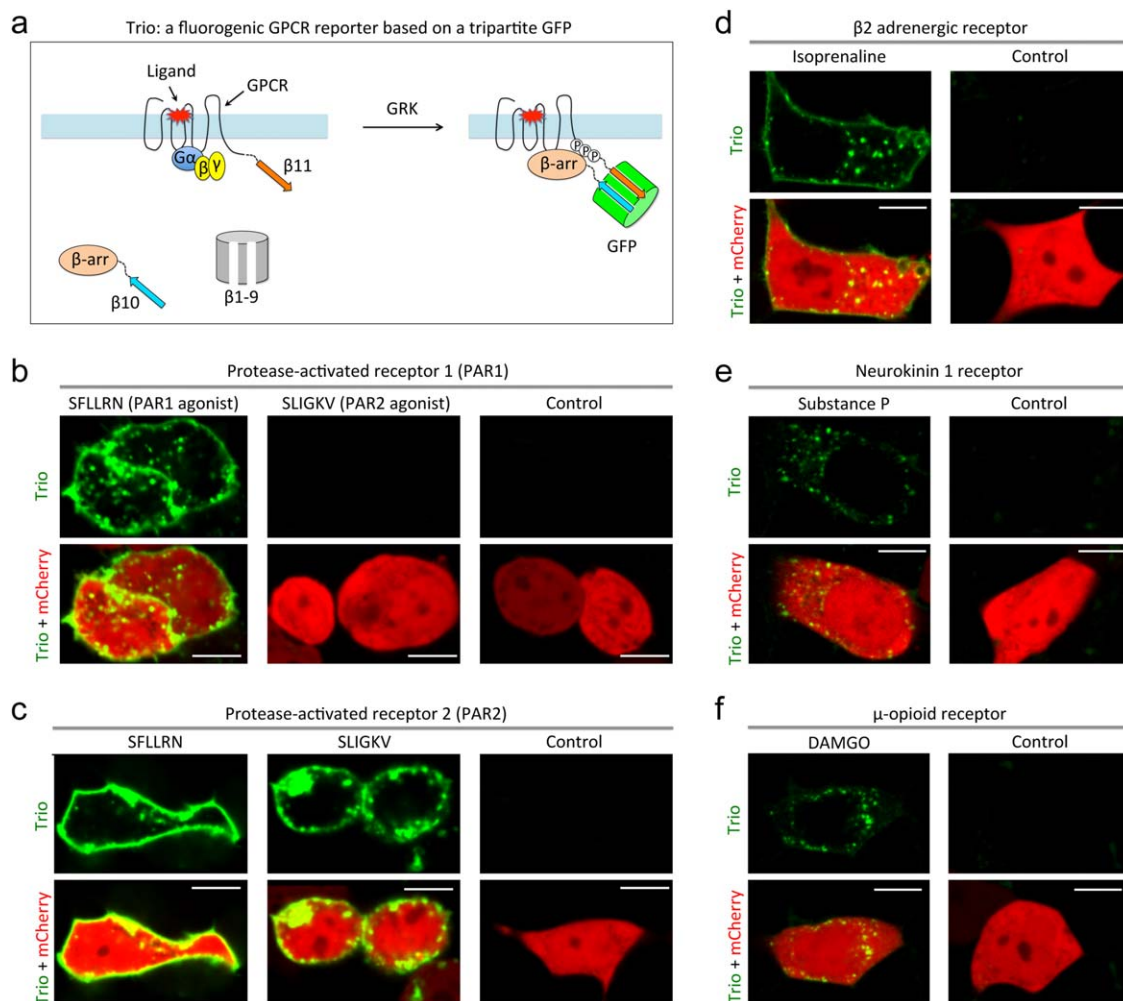 a
Trio: a fluorogenic GPCR reporter based on a tripartite GFP
Ligand
GPCR
GRK
Gα
β
γ
β11
β-arr
β10
β1-9
P
P
P
β-arr
GFP
b
Protease-activated receptor 1 (PAR1)
SFLLRN (PAR1 agonist) SLIGKV (PAR2 agonist) Control
Trio
Trio + mCherry
c
Protease-activated receptor 2 (PAR2)
SFLLRN SLIGKV Control
Trio
Trio + mCherry
d
β2 adrenergic receptor
Isoprenaline Control
Trio
Trio + mCherry
e
Neurokinin 1 receptor
Substance P Control
Trio
Trio + mCherry
f
μ-opioid receptor
DAMGO Control
Trio
Trio + mCherry